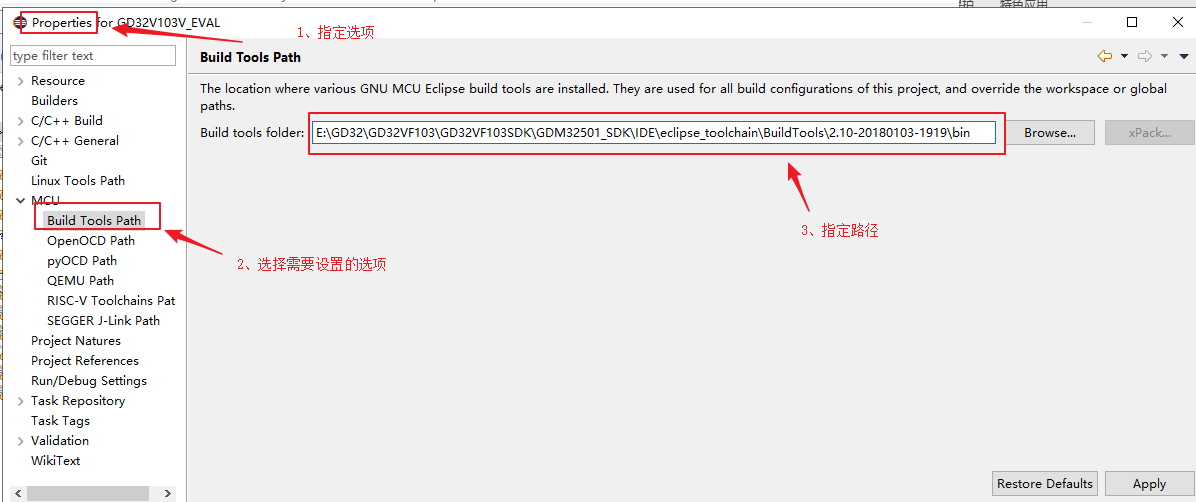 特色应用
Properties for GD32V103V_EVAL
1、指定选项
type filter text
Build Tools Path
Resource
Builders
C/C++ Build
C/C++ General
Git
Linux Tools Path
MCU
Build Tools Path
OpenOCD Path
pyOCD Path
QEMU Path
RISC-V Toolchains Pat
SEGGER J-Link Path
Project Natures
Project References
Run/Debug Settings
Task Repository
Task Tags
Validation
WikiText
The location where various GNU MCU Eclipse build tools are installed. They are used for all build configurations of this project, and override the workspace or global
paths.
Build tools folder: E:\GD32\GD32VF103\GD32VF103SDK\GDM32501_SDK\IDE\eclipse_toolchain\BuildTools\2.10-20180103-1919\bin Browse... xPack...
3、指定路径
2、选择需要设置的选项
Restore Defaults Apply